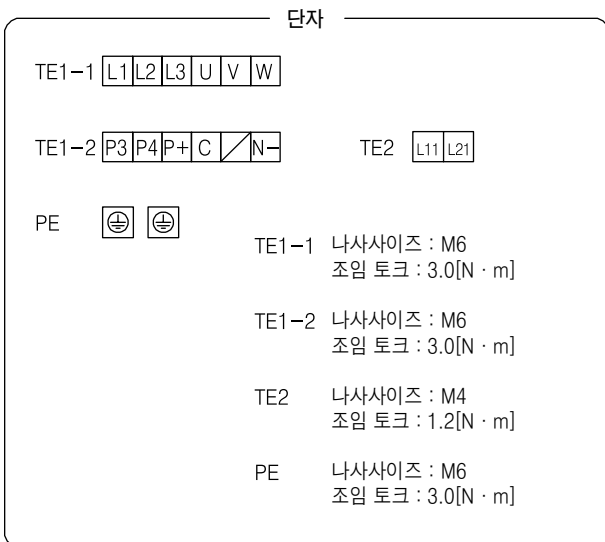 단자
TE1-1 L1 L2 L3 U V W
TE1-2 P3 P4 P+ C N- TE2 L11 L21
PE
TE1-1 나사사이즈 : M6
조임 토크 : 3.0[N · m]
TE1-2 나사사이즈 : M6
조임 토크 : 3.0[N · m]
TE2 나사사이즈 : M4
조임 토크 : 1.2[N · m]
PE 나사사이즈 : M6
조임 토크 : 3.0[N · m]